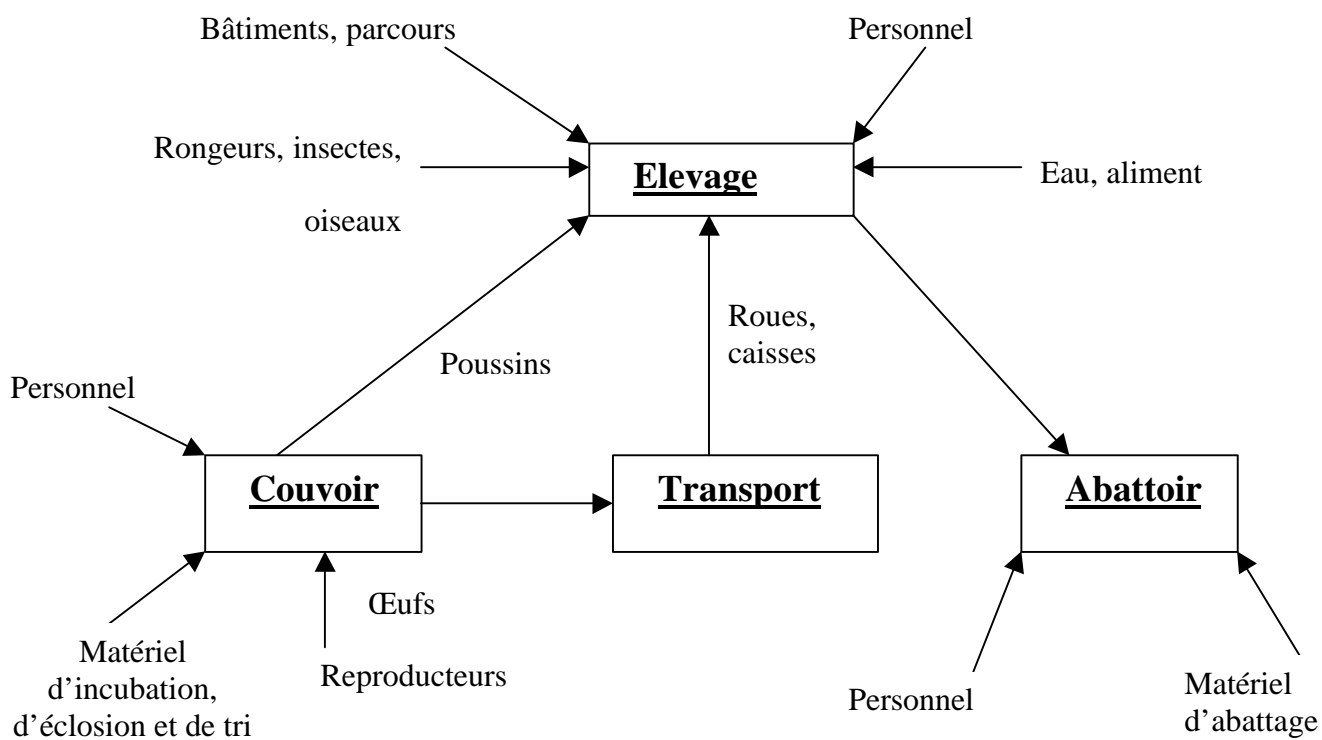 Bâtiments, parcours
Personnel
Rongeurs, insectes,
oiseaux
Elevage
Eau, aliment
Roues,
caisses
Poussins
Personnel
Couvoir
Transport
Abattoir
Œufs
Reproducteurs
Matériel
d’incubation,
d’éclosion et de tri
Personnel
Matériel
d’abattage